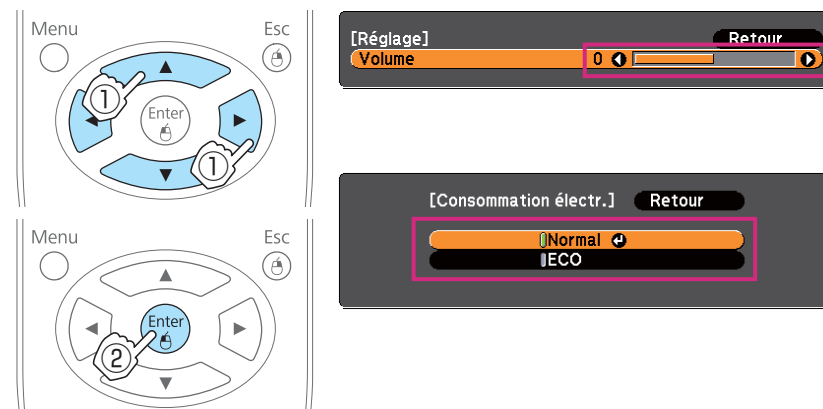 Menu
Esc
①
Enter
①
[Réglage]
Retour
Volume
0
Menu
Esc
Enter
②
[Consommation électr.]
Retour
Normal
ECO